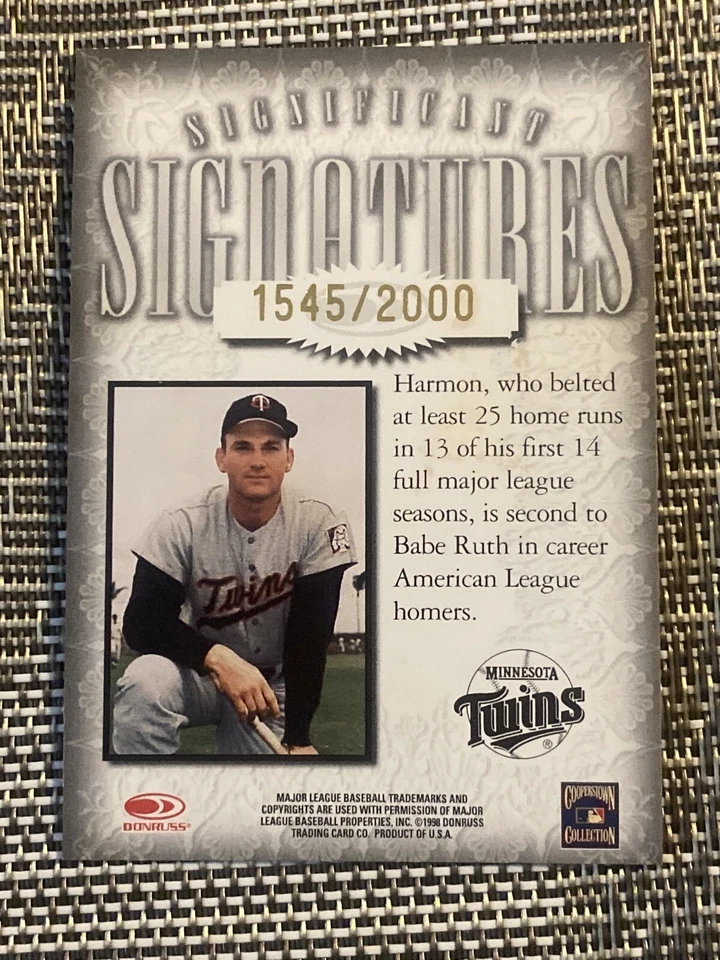 SIGNIFICANT
SIGNATURES
1545/2000
Harmon, who belted
at least 25 home runs
in 13 of his first 14
full major league
seasons, is second to
Babe Ruth in career
American League
homers.
T
Twins
MINNESOTA
Twins
®
DONRUSS®
MAJOR LEAGUE BASEBALL TRADEMARKS AND
COPYRIGHTS ARE USED WITH PERMISSION OF MAJOR
LEAGUE BASEBALL PROPERTIES, INC. ©1998 DONRUSS
TRADING CARD CO. PRODUCT OF U.S.A.
COOPERSTOWN
COLLECTION